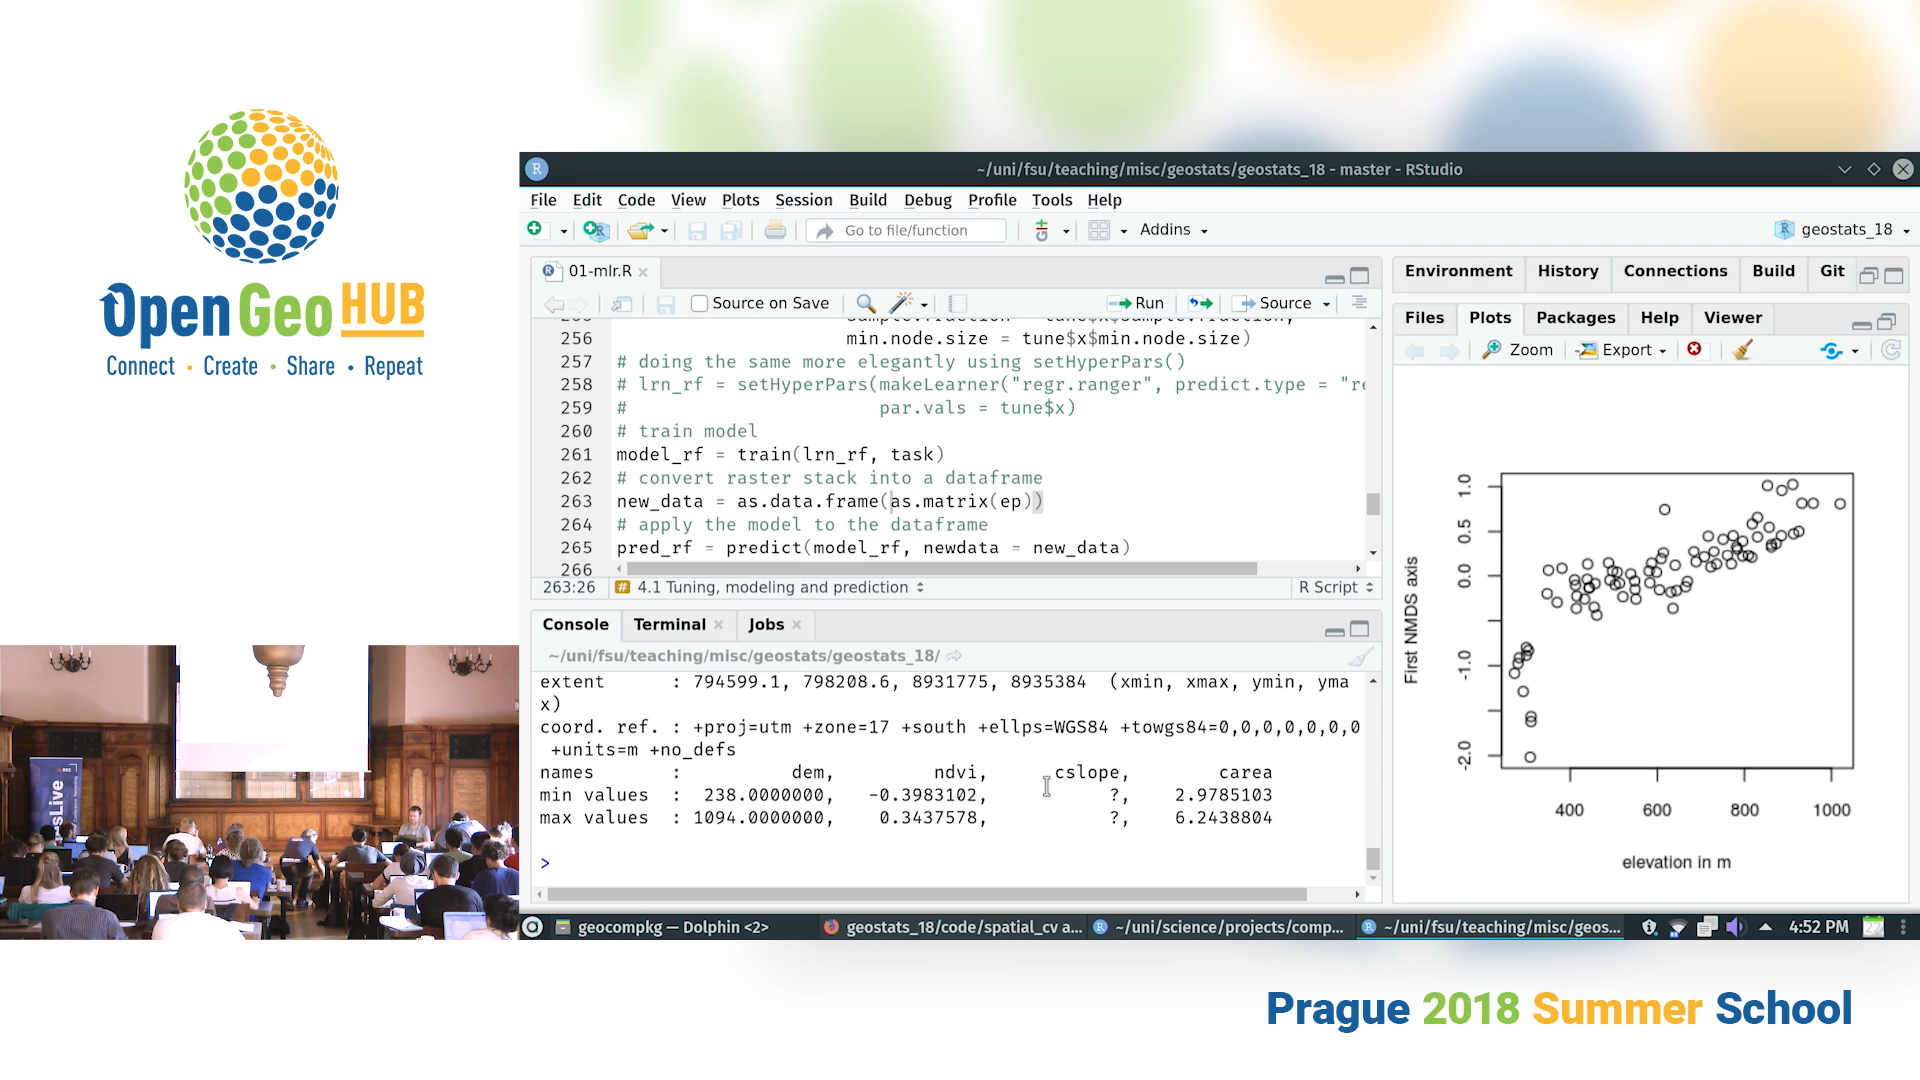 Open Geo HUB
Connect • Create • Share • Repeat
~/uni/fsu/teaching/misc/geostats/geostats_18 - master - RStudio
File Edit Code View Plots Session Build Debug Profile Tools Help
Go to file/function
Addins
geostats_18
01-mlr.R
Source on Save
Run
Source
256 min.node.size = tune$x$min.node.size)
257 # doing the same more elegantly using setHyperPars()
258 # lrn_rf = setHyperPars(makeLearner("regr.ranger", predict.type = "re
259 # par.vals = tune$x)
260 # train model
261 model_rf = train(lrn_rf, task)
262 # convert raster stack into a dataframe
263 new_data = as.data.frame(as.matrix(ep))
264 # apply the model to the dataframe
265 pred_rf = predict(model_rf, newdata = new_data)
266
263:26 4.1 Tuning, modeling and prediction R Script
Console Terminal Jobs
~/uni/fsu/teaching/misc/geostats/geostats_18/
extent : 794599.1, 798208.6, 8931775, 8935384 (xmin, xmax, ymin, yma
x)
coord. ref. : +proj=utm +zone=17 +south +ellps=WGS84 +towgs84=0,0,0,0,0,0,0
+units=m +no_defs
names : dem, ndvi, cslope, carea
min values : 238.0000000, -0.3983102, ?, 2.9785103
max values : 1094.0000000, 0.3437578, ?, 6.2438804
>
Environment History Connections Build Git
Files Plots Packages Help Viewer
Zoom Export
First NMDS axis
1.0
0.5
0.0
-1.0
-2.0
400 600 800 1000
elevation in m
geocompkg — Dolphin <2>
geostats_18/code/spatial_cv a...
~/uni/science/projects/comp...
~/uni/fsu/teaching/misc/geos...
4:52 PM
Prague 2018 Summer School